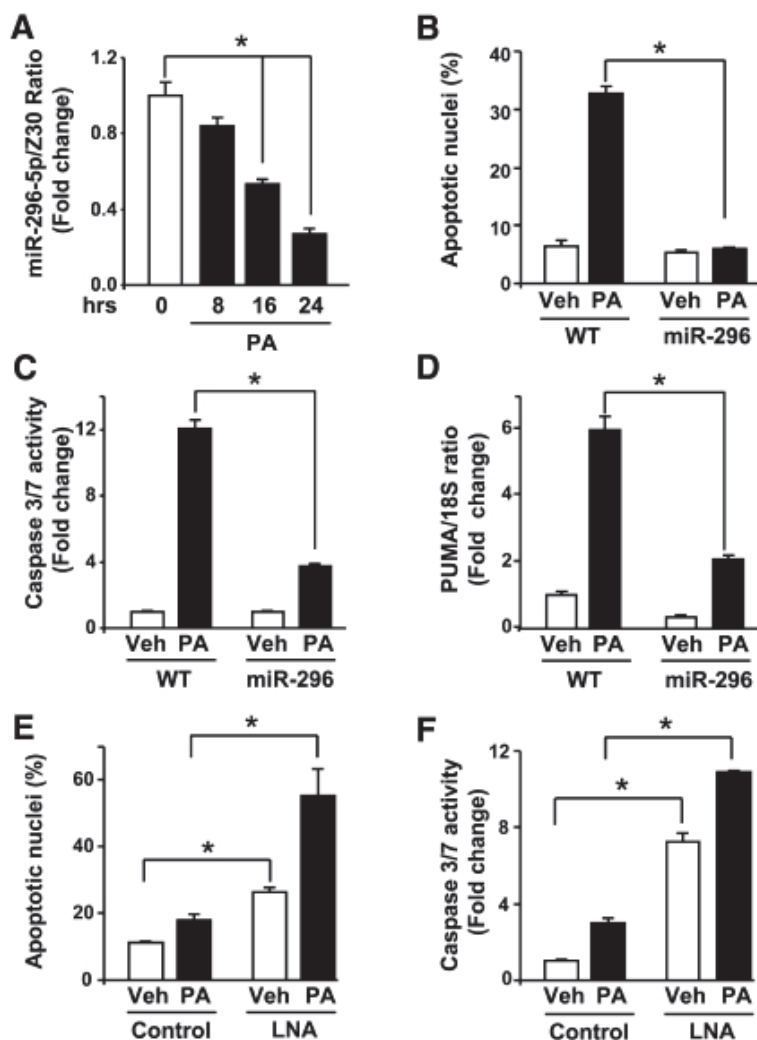 A
miR-296-5p/Z30 Ratio
(Fold change)
1.2
0.8
0.4
0.0
*
hrs 0 8 16 24
PA
B
Apoptotic nuclei (%)
40
30
20
10
0
*
Veh PA Veh PA
WT miR-296
C
Caspase 3/7 activity
(Fold change)
12
8
4
0
*
Veh PA Veh PA
WT miR-296
D
PUMA/18S ratio
(Fold change)
6
4
2
0
*
Veh PA Veh PA
WT miR-296
E
Apoptotic nuclei (%)
60
40
20
0
*
*
Veh PA Veh PA
Control LNA
F
Caspase 3/7 activity
(Fold change)
12
8
4
0
*
*
Veh PA Veh PA
Control LNA